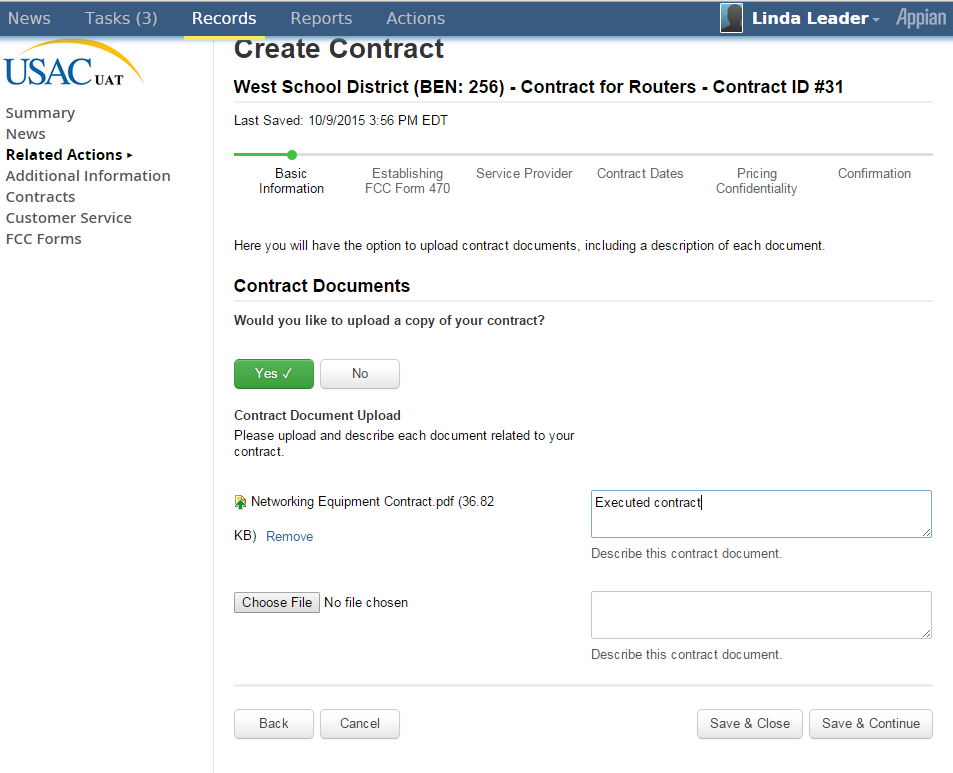 News Tasks (3) Records Reports Actions Linda Leader Appian
USAC UAT
Summary
News
Related Actions ▸
Additional Information
Contracts
Customer Service
FCC Forms
Create Contract
West School District (BEN: 256) - Contract for Routers - Contract ID #31
Last Saved: 10/9/2015 3:56 PM EDT
Basic
Information
Establishing
FCC Form 470
Service Provider
Contract Dates
Pricing
Confidentiality
Confirmation
Here you will have the option to upload contract documents, including a description of each document.
Contract Documents
Would you like to upload a copy of your contract?
Yes ✓ No
Contract Document Upload
Please upload and describe each document related to your
contract.
Networking Equipment Contract.pdf (36.82
KB) Remove
Executed contract
Describe this contract document.
Choose File No file chosen
Describe this contract document.
Back Cancel Save & Close Save & Continue